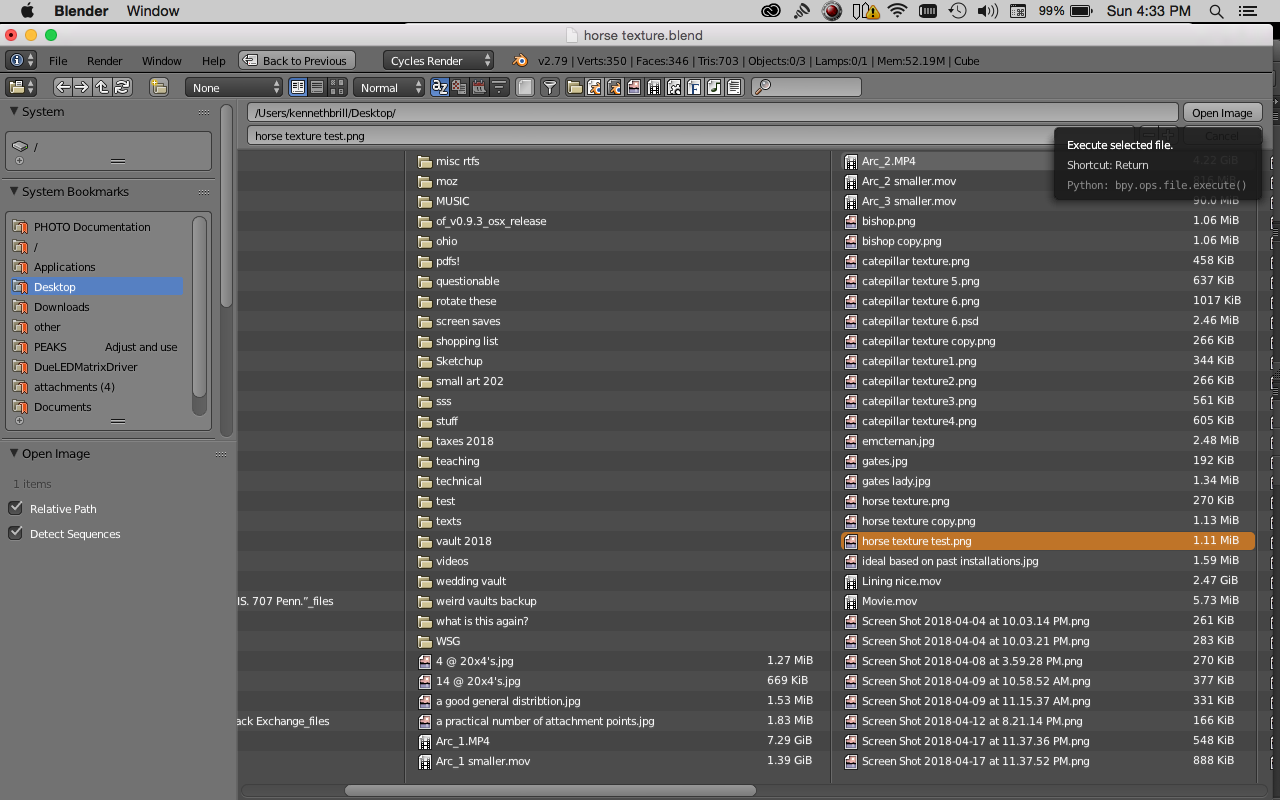 Blender Window 99% Sun 4:33 PM
horse texture.blend
File Render Window Help Back to Previous Cycles Render v2.79 | Verts:350 | Faces:346 | Tris:703 | Objects:0/3 | Lamps:0/1 | Mem:52.19M | Cube
None Normal
System
/
System Bookmarks
PHOTO Documentation
/
Applications
Desktop
Downloads
other
PEAKS Adjust and use
DueLEDMatrixDriver
attachments (4)
Documents
Open Image
1 items
Relative Path
Detect Sequences
/Users/kennethbrill/Desktop/ Open Image
horse texture test.png Cancel
Execute selected file.
Shortcut: Return
Python: bpy.ops.file.execute()
IS. 707 Penn."_files
ack Exchange_files
misc rtfs
moz
MUSIC
of_v0.9.3_osx_release
ohio
pdfs!
questionable
rotate these
screen saves
shopping list
Sketchup
small art 202
sss
stuff
taxes 2018
teaching
technical
test
texts
vault 2018
videos
wedding vault
weird vaults backup
what is this again?
WSG
4 @ 20x4's.jpg 1.27 MiB
14 @ 20x4's.jpg 669 KiB
a good general distribtion.jpg 1.53 MiB
a practical number of attachment points.jpg 1.83 MiB
Arc_1.MP4 7.29 GiB
Arc_1 smaller.mov 1.39 GiB
Arc_2.MP4 4.22 GiB
Arc_2 smaller.mov MiB
Arc_3 smaller.mov 90.0 MiB
bishop.png 1.06 MiB
bishop copy.png 1.06 MiB
catepillar texture.png 458 KiB
catepillar texture 5.png 637 KiB
catepillar texture 6.png 1017 KiB
catepillar texture 6.psd 2.46 MiB
catepillar texture copy.png 266 KiB
catepillar texture1.png 344 KiB
catepillar texture2.png 266 KiB
catepillar texture3.png 561 KiB
catepillar texture4.png 605 KiB
emcternan.jpg 2.48 MiB
gates.jpg 192 KiB
gates lady.jpg 1.34 MiB
horse texture.png 270 KiB
horse texture copy.png 1.13 MiB
horse texture test.png 1.11 MiB
ideal based on past installations.jpg 1.59 MiB
Lining nice.mov 2.47 GiB
Movie.mov 5.73 MiB
Screen Shot 2018-04-04 at 10.03.14 PM.png 261 KiB
Screen Shot 2018-04-04 at 10.03.21 PM.png 283 KiB
Screen Shot 2018-04-08 at 3.59.28 PM.png 270 KiB
Screen Shot 2018-04-09 at 10.58.52 AM.png 377 KiB
Screen Shot 2018-04-09 at 11.15.37 AM.png 331 KiB
Screen Shot 2018-04-12 at 8.21.14 PM.png 166 KiB
Screen Shot 2018-04-17 at 11.37.36 PM.png 548 KiB
Screen Shot 2018-04-17 at 11.37.52 PM.png 888 KiB